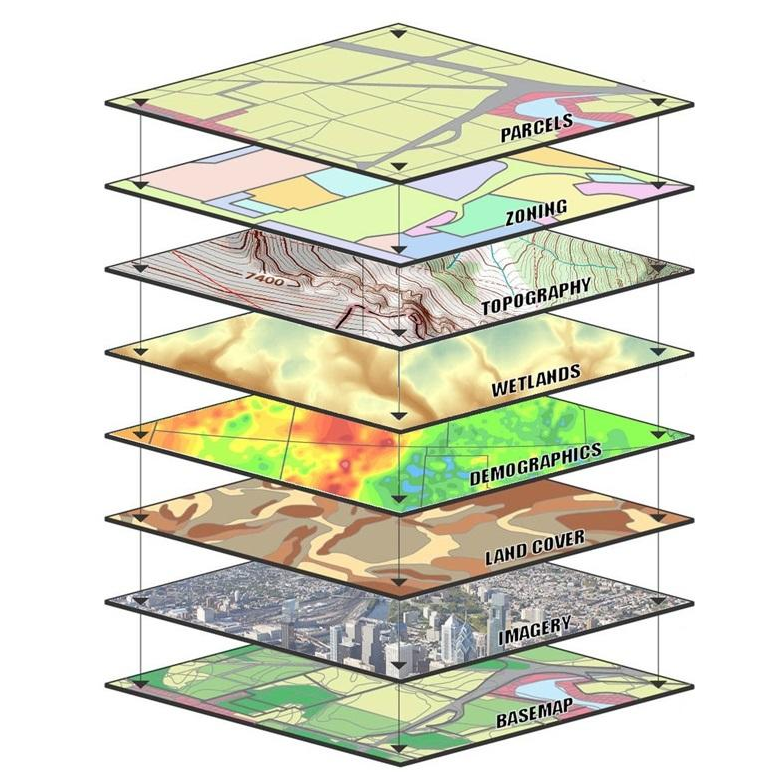 PARCELS
ZONING
7400
TOPOGRAPHY
WETLANDS
DEMOGRAPHICS
LAND COVER
IMAGERY
BASEMAP